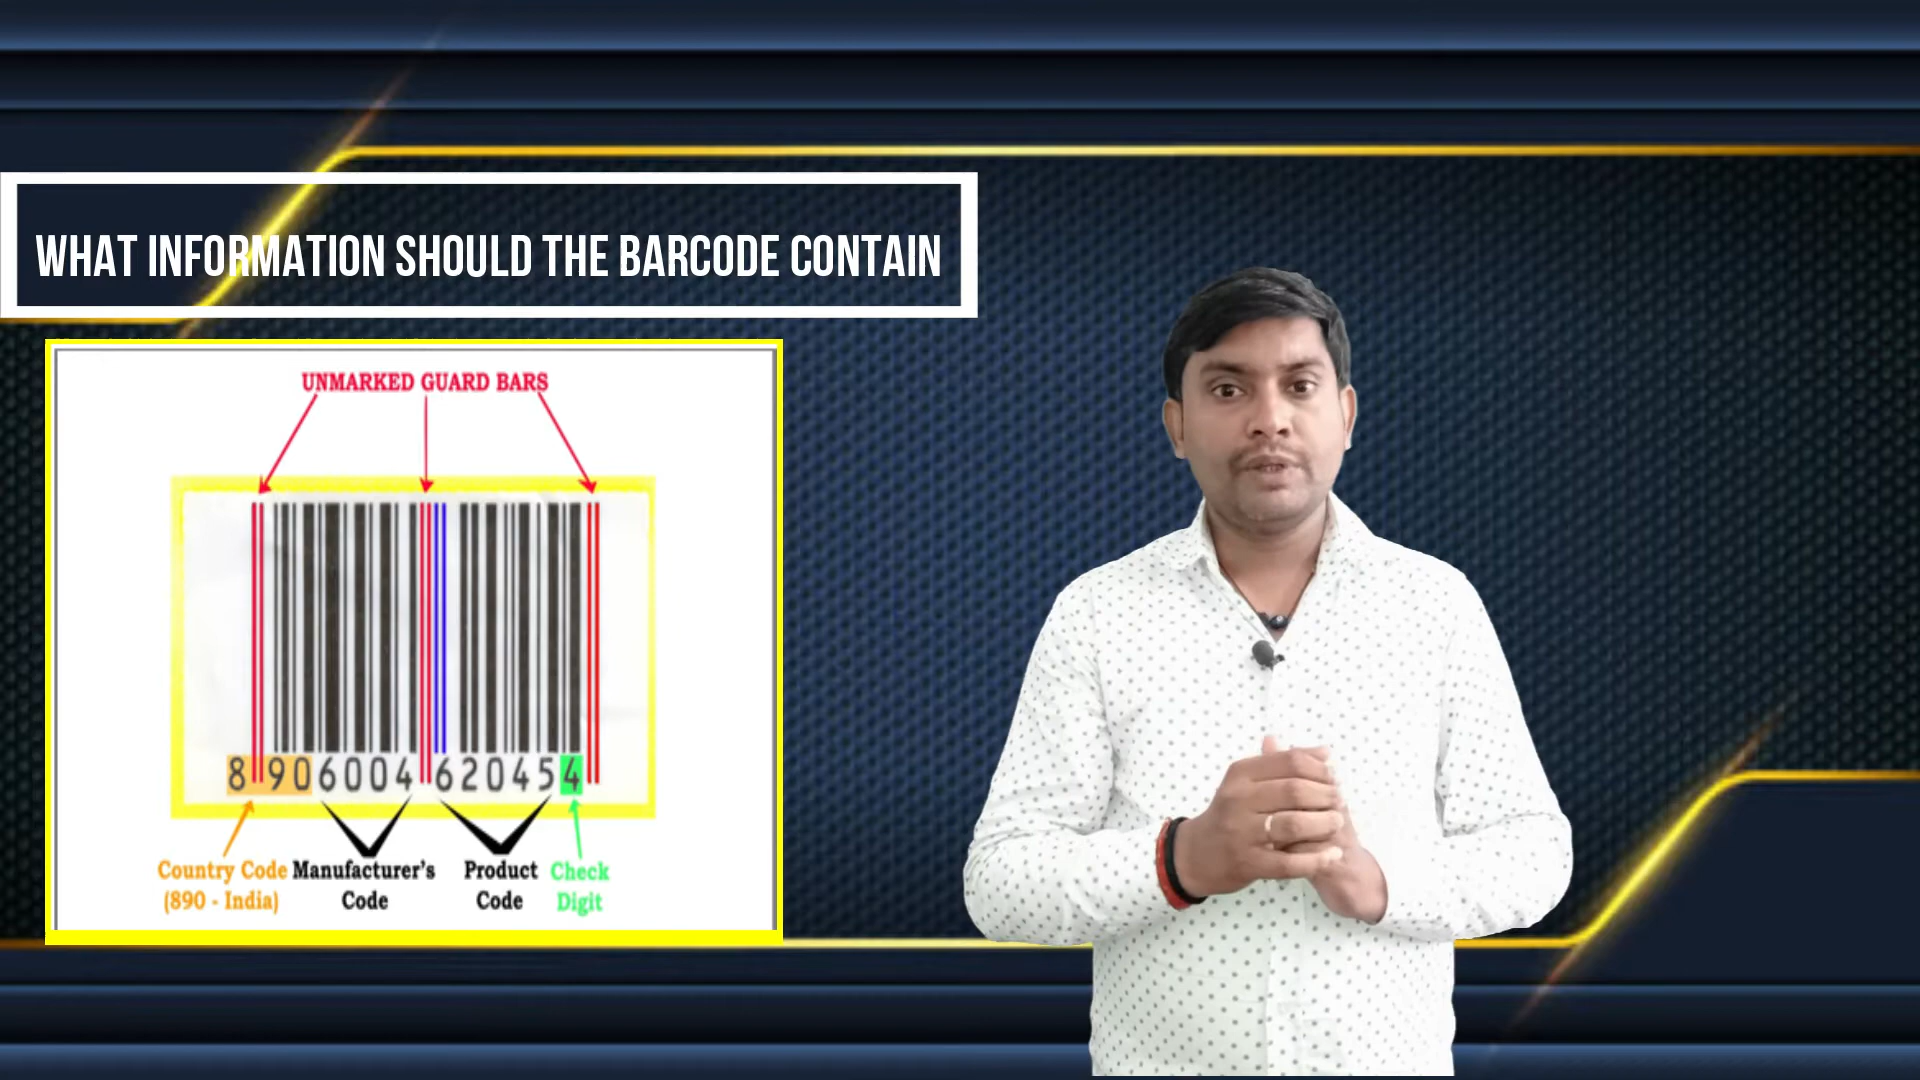 WHAT INFORMATION SHOULD THE BARCODE CONTAIN
UNMARKED GUARD BARS
8 906004 620454
Country Code Manufacturer's Product Check
(890 - India) Code Code Digit